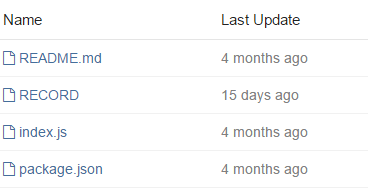 Name Last Update
README.md 4 months ago
RECORD 15 days ago
index.js 4 months ago
package.json 4 months ago